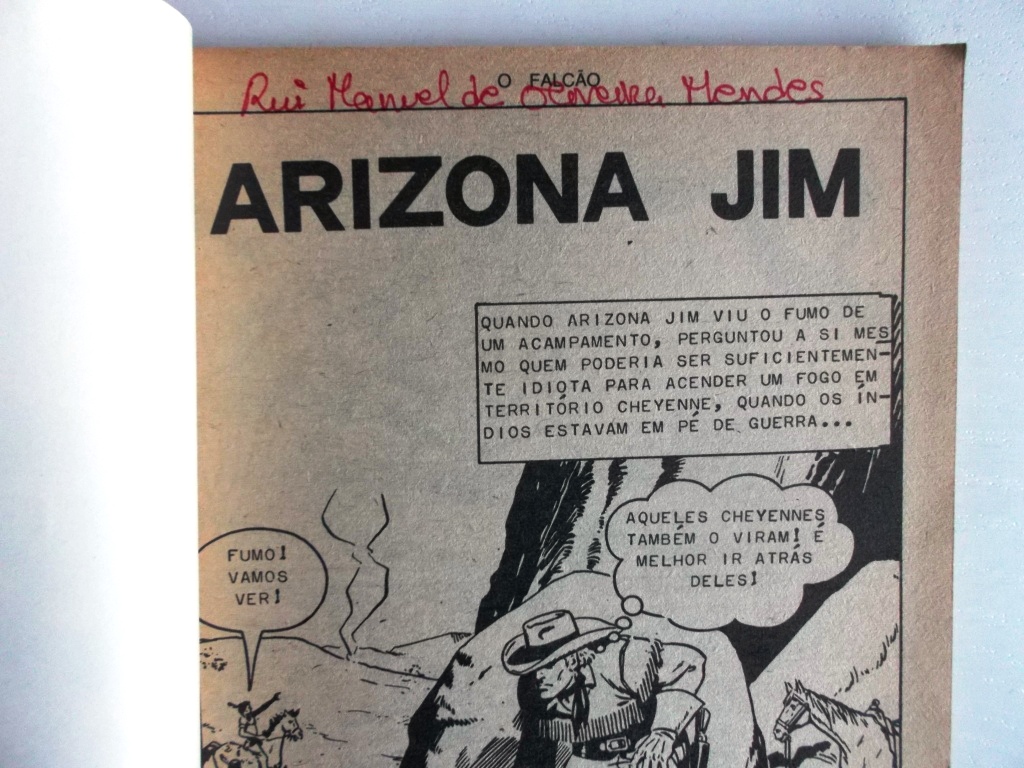 O FALCÃO
Rui Manuel de Oliveira Mendes
ARIZONA JIM
QUANDO ARIZONA JIM VIU O FUMO DE
UM ACAMPAMENTO, PERGUNTOU A SI MES
MO QUEM PODERIA SER SUFICIENTEMEN-
TE IDIOTA PARA ACENDER UM FOGO EM
TERRITÓRIO CHEYENNE, QUANDO OS ÍN-
DIOS ESTAVAM EM PÉ DE GUERRA...
FUMO!
VAMOS
VER!
AQUELES CHEYENNES
TAMBÉM O VIRAM! É
MELHOR IR ATRÁS
DELES!